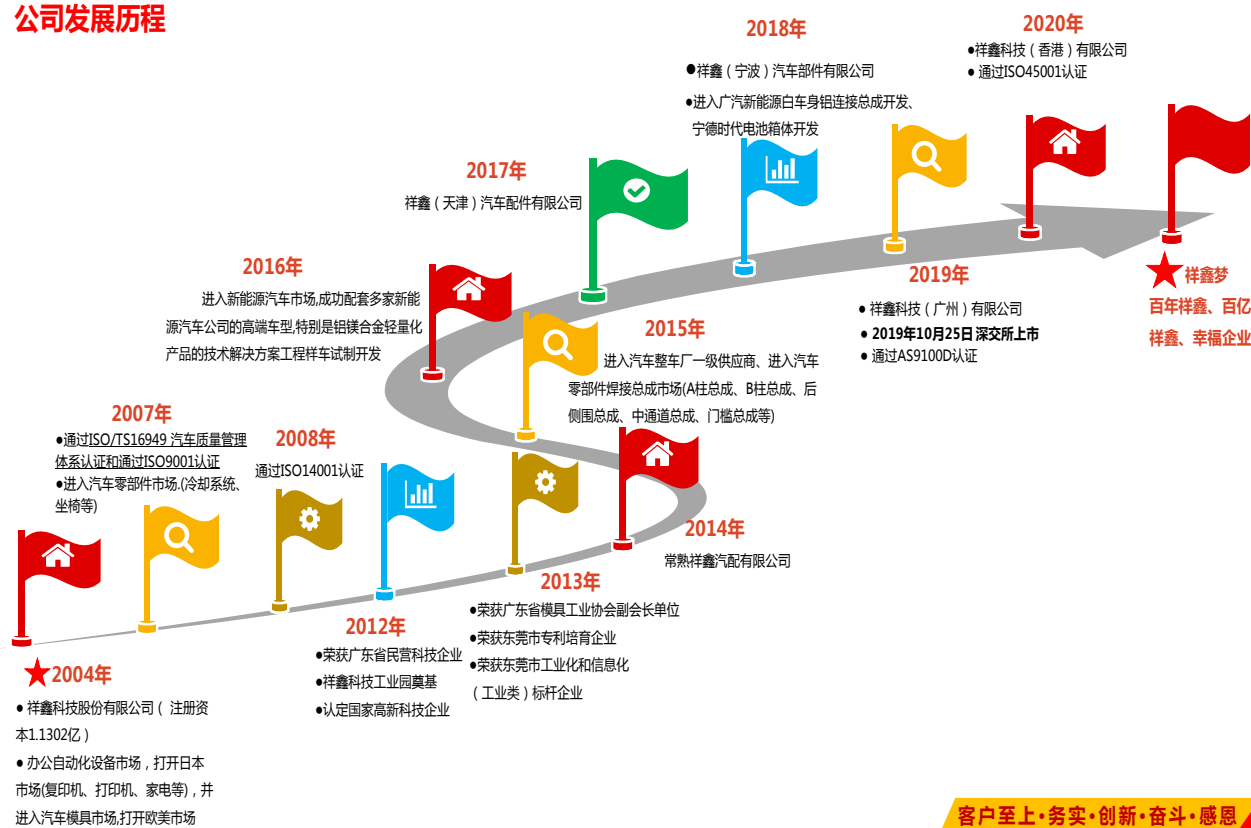 公司发展历程
2004年
● 祥鑫科技股份有限公司（ 注册资
本1.1302亿 ）
● 办公自动化设备市场，打开日本
市场(复印机、打印机、家电等)，并
进入汽车模具市场,打开欧美市场
2007年
●通过ISO/TS16949 汽车质量管理
体系认证和通过ISO9001认证
●进入汽车零部件市场.(冷却系统、
坐椅等)
2008年
通过ISO14001认证
2012年
●荣获广东省民营科技企业
●祥鑫科技工业园奠基
●认定国家高新科技企业
2013年
●荣获广东省模具工业协会副会长单位
●荣获东莞市专利培育企业
●荣获东莞市工业化和信息化
（工业类）标杆企业
2014年
常熟祥鑫汽配有限公司
2015年
进入汽车整车厂一级供应商、进入汽车
零部件焊接总成市场(A柱总成、B柱总成、后
侧围总成、中通道总成、门槛总成等)
2016年
进入新能源汽车市场,成功配套多家新能
源汽车公司的高端车型,特别是铝镁合金轻量化
产品的技术解决方案工程样车试制开发
2017年
祥鑫（天津）汽车配件有限公司
2018年
●祥鑫（宁波）汽车部件有限公司
●进入广汽新能源白车身铝连接总成开发、
宁德时代电池箱体开发
2019年
● 祥鑫科技（广州）有限公司
● 2019年10月25日 深交所上市
● 通过AS9100D认证
2020年
●祥鑫科技（香港）有限公司
● 通过ISO45001认证
祥鑫梦
百年祥鑫、百亿
祥鑫、幸福企业
客户至上·务实·创新·奋斗·感恩